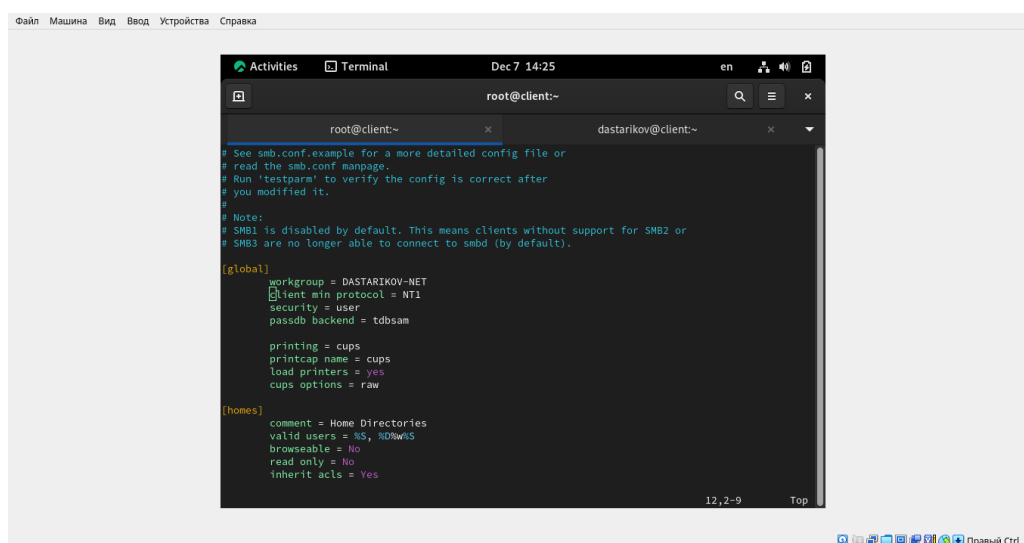 Файл Машина Вид Ввод Устройства Справка
Activities Terminal Dec 7 14:25 en
root@client:~
root@client:~ × dastarikov@client:~ ×
# See smb.conf.example for a more detailed config file or
# read the smb.conf manpage.
# Run 'testparm' to verify the config is correct after
# you modified it.
#
# Note:
# SMB1 is disabled by default. This means clients without support for SMB2 or
# SMB3 are no longer able to connect to smbd (by default).
[global]
workgroup = DASTARIKOV-NET
client min protocol = NT1
security = user
passdb backend = tdbsam
printing = cups
printcap name = cups
load printers = yes
cups options = raw
[homes]
comment = Home Directories
valid users = %S, %D%w%S
browseable = No
read only = No
inherit acls = Yes
12,2-9 Top
Правый Ctrl